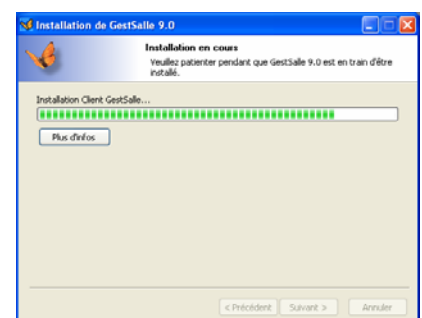 Installation de GestSalle 9.0
Installation en cours
Veuillez patienter pendant que GestSalle 9.0 est en train d'être
installé.
Installation Client GestSalle...
Plus d'infos
< Précédent
Suivant >
Annuler